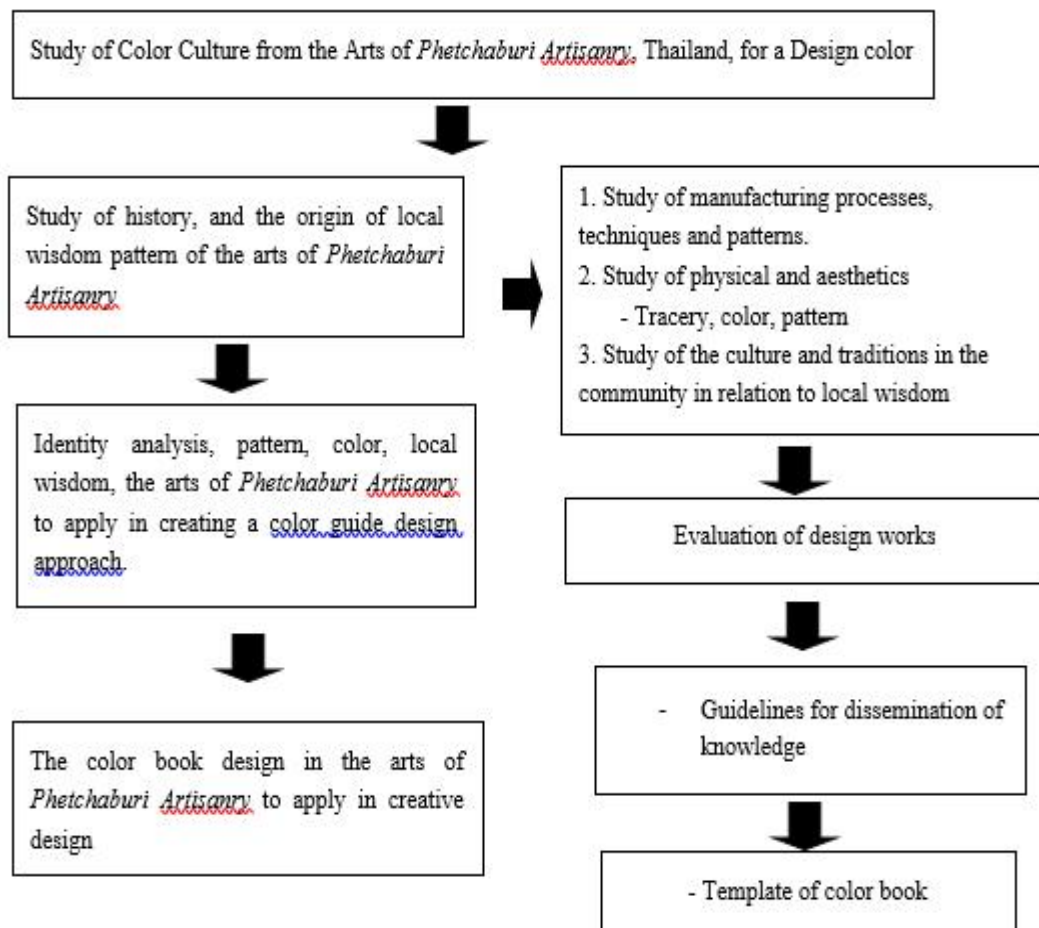 Study of Color Culture from the Arts of Phetchaburi Artisanry, Thailand, for a Design color
Study of history, and the origin of local
wisdom pattern of the arts of Phetchaburi
Artisanry
1. Study of manufacturing processes,
techniques and patterns.
2. Study of physical and aesthetics
- Tracery, color, pattern
3. Study of the culture and traditions in the
community in relation to local wisdom
Identity analysis, pattern, color, local
wisdom, the arts of Phetchaburi Artisanry
to apply in creating a color guide design
approach.
Evaluation of design works
- Guidelines for dissemination of
knowledge
The color book design in the arts of
Phetchaburi Artisanry to apply in creative
design
- Template of color book